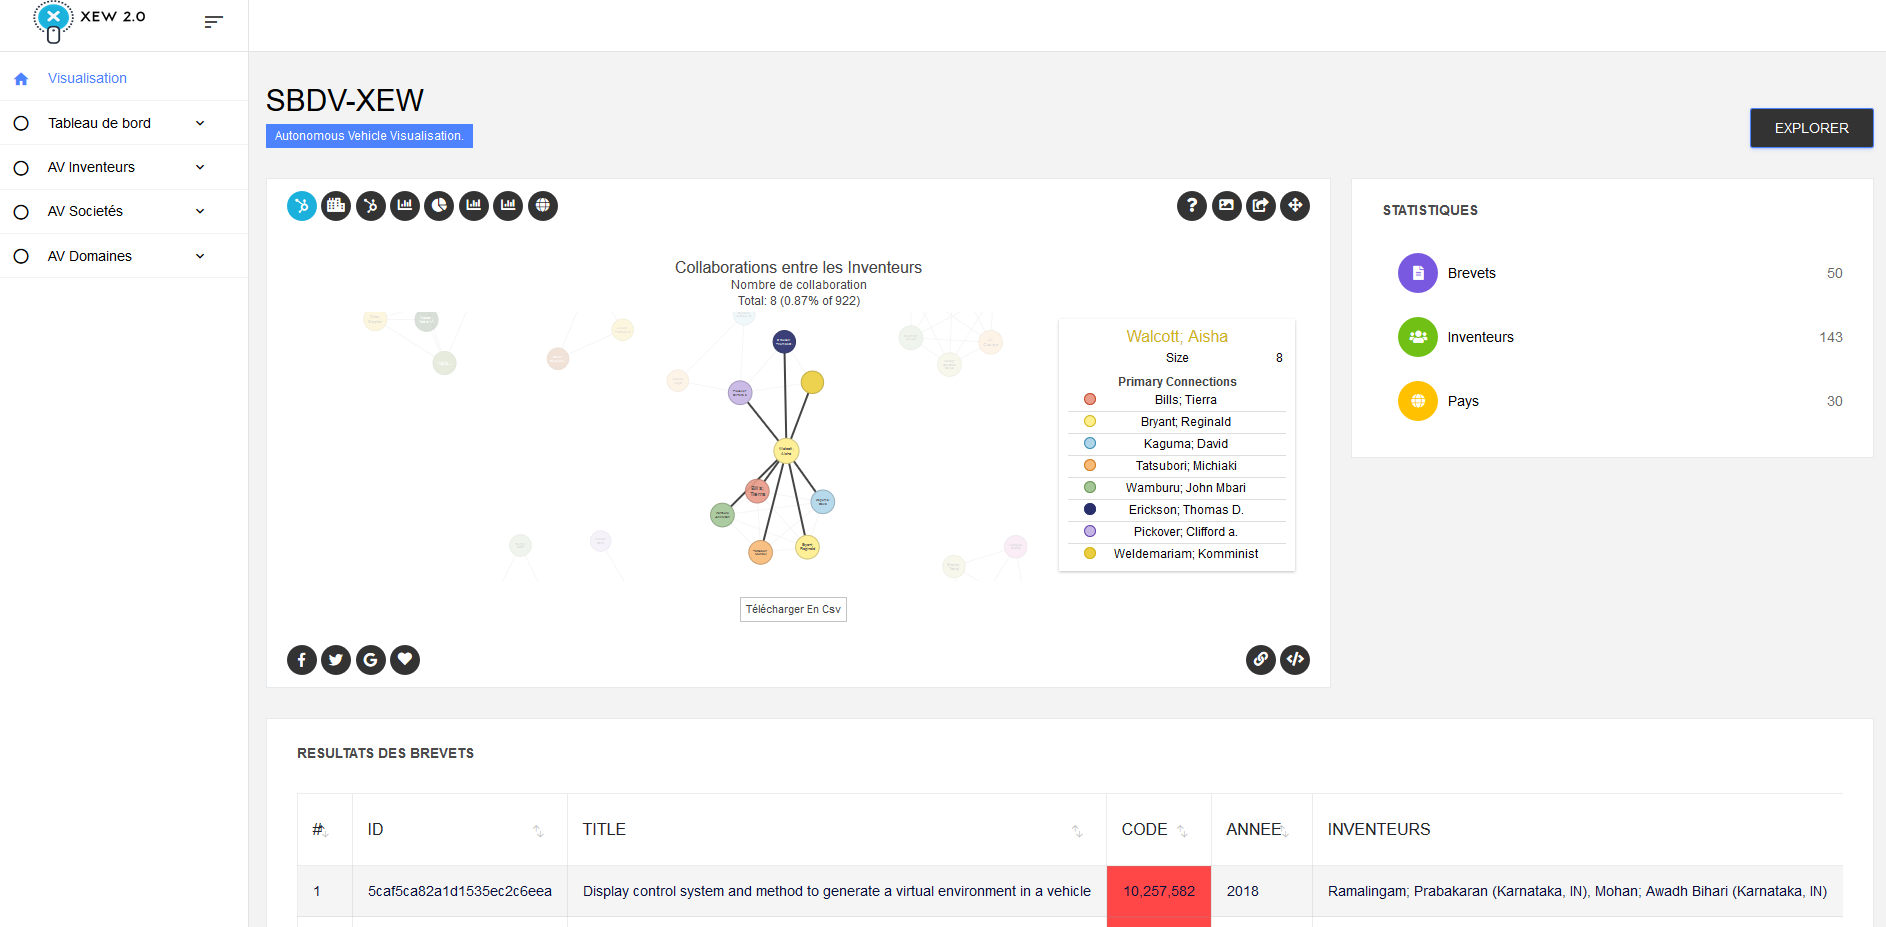 XEW 2.0
Visualisation
Tableau de bord
AV Inventeurs
AV Societés
AV Domaines
SBDV-XEW
Autonomous Vehicle Visualisation.
EXPLORER
Collaborations entre les Inventeurs
Nombre de collaboration
Total: 8 (0.87% of 922)
Bills;
Tierra
Bryant;
Reginald
Walcott; Aisha
Size 8
Primary Connections
Bills; Tierra
Bryant; Reginald
Kaguma; David
Tatsubori; Michiaki
Wamburu; John Mbari
Erickson; Thomas D.
Pickover; Clifford a.
Weldemariam; Komminist
Télécharger En Csv
STATISTIQUES
Brevets 50
Inventeurs 143
Pays 30
RESULTATS DES BREVETS
# ID TITLE CODE ANNEE INVENTEURS
1 5caf5ca82a1d1535ec2c6eea Display control system and method to generate a virtual environment in a vehicle 10,257,582 2018 Ramalingam; Prabakaran (Karnataka, IN), Mohan; Awadh Bihari (Karnataka, IN)